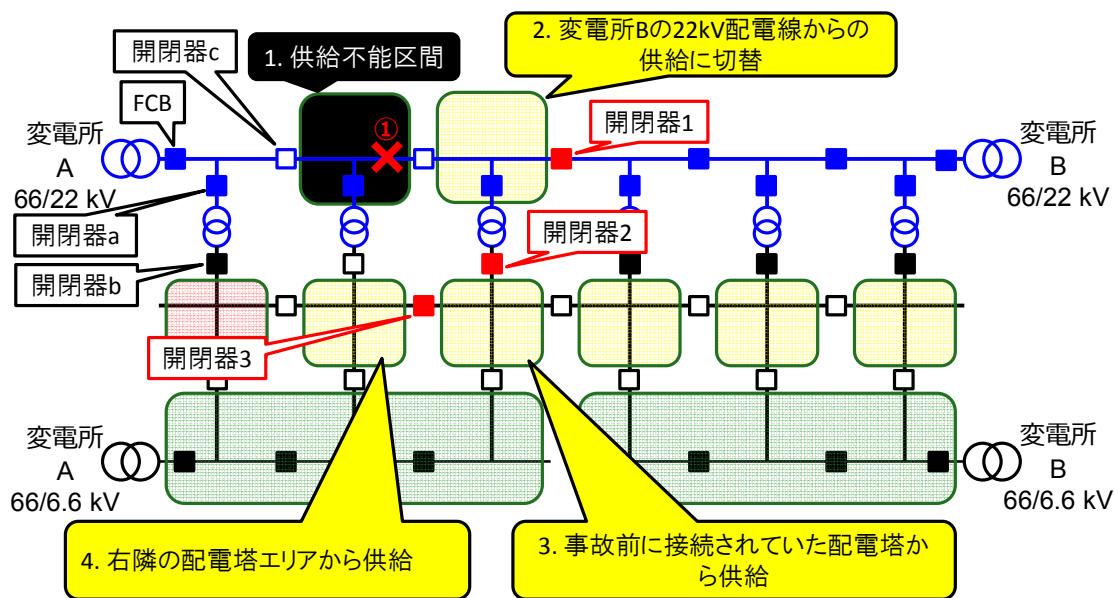 開閉器c
1. 供給不能区間
2. 変電所Bの22kV配電線からの
供給に切替
FCB
①
開閉器1
変電所
A
66/22 kV
変電所
B
66/22 kV
開閉器a
開閉器2
開閉器b
開閉器3
変電所
A
66/6.6 kV
変電所
B
66/6.6 kV
4. 右隣の配電塔エリアから供給
3. 事故前に接続されていた配電塔か
ら供給